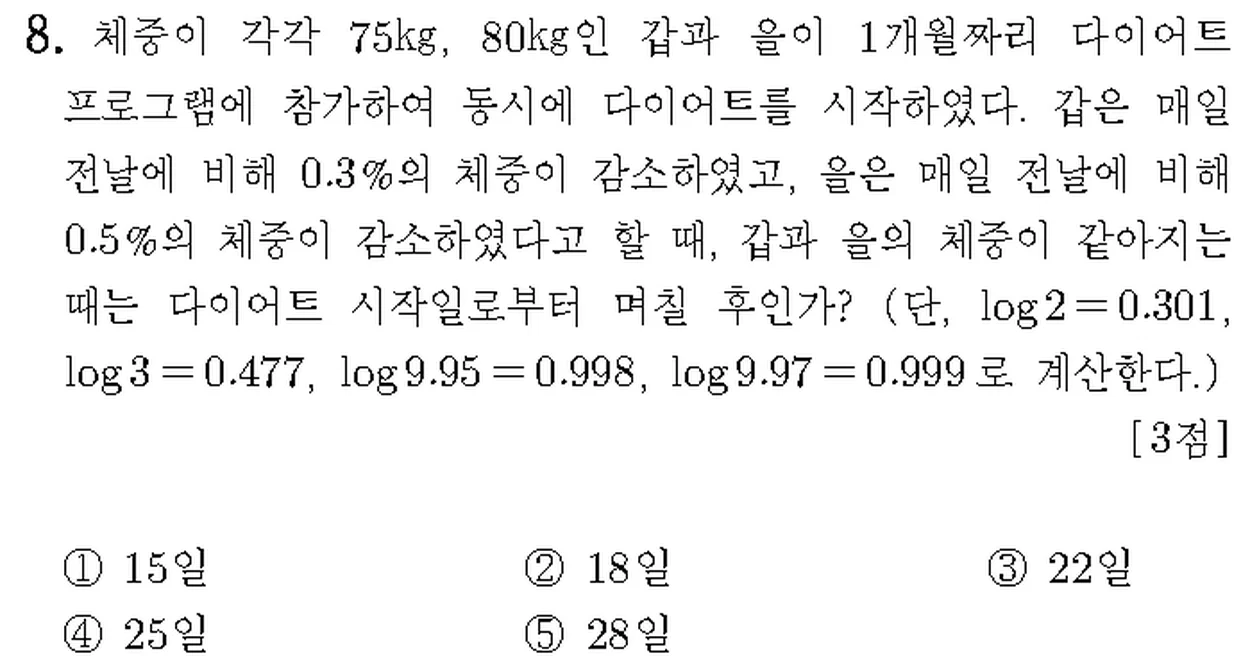 8. 체중이 각각 75kg, 80kg인 갑과 을이 1개월짜리 다이어트
프로그램에 참가하여 동시에 다이어트를 시작하였다. 갑은 매일
전날에 비해 0.3%의 체중이 감소하였고, 을은 매일 전날에 비해
0.5%의 체중이 감소하였다고 할 때, 갑과 을의 체중이 같아지는
때는 다이어트 시작일로부터 며칠 후인가? (단, log2=0.301,
log3=0.477, log9.95=0.998, log9.97=0.999로 계산한다.)
[3점]
① 15일 ② 18일 ③ 22일
④ 25일 ⑤ 28일